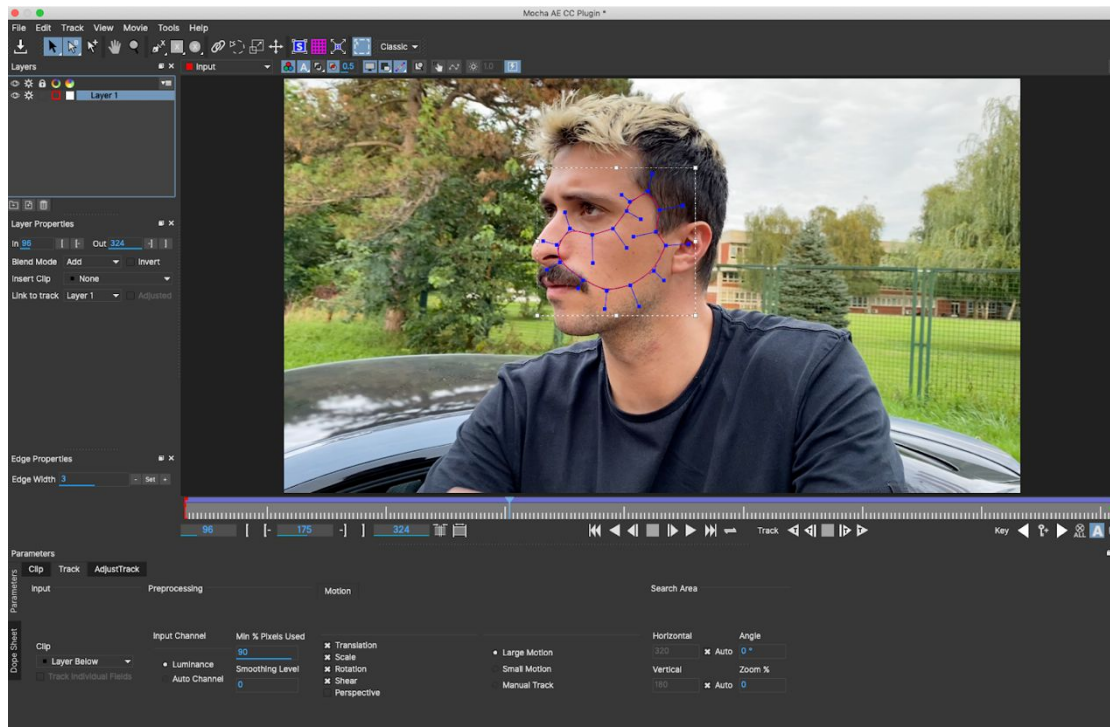 Mocha AE CC Plugin *
File Edit Track View Movie Tools Help
Classic
Layers
Input
0.5
1.0
Layer 1
Layer Properties
In 96 Out 324
Blend Mode Add Invert
Insert Clip None
Link to track Layer 1 Adjusted
Edge Properties
Edge Width 3 - Set +
96 [ [- 175 -] ] 324 Track Key ALL A
Parameters
Parameters
Dope Sheet
Clip Track AdjustTrack
Input Preprocessing Motion Search Area
Input Channel Min % Pixels Used Horizontal Angle
Clip 90 Translation Large Motion 320 Auto 0 °
Layer Below Luminance Smoothing Level Scale Small Motion Vertical Zoom %
Track Individual Fields Auto Channel 0 Rotation Manual Track 180 Auto 0
Shear
Perspective